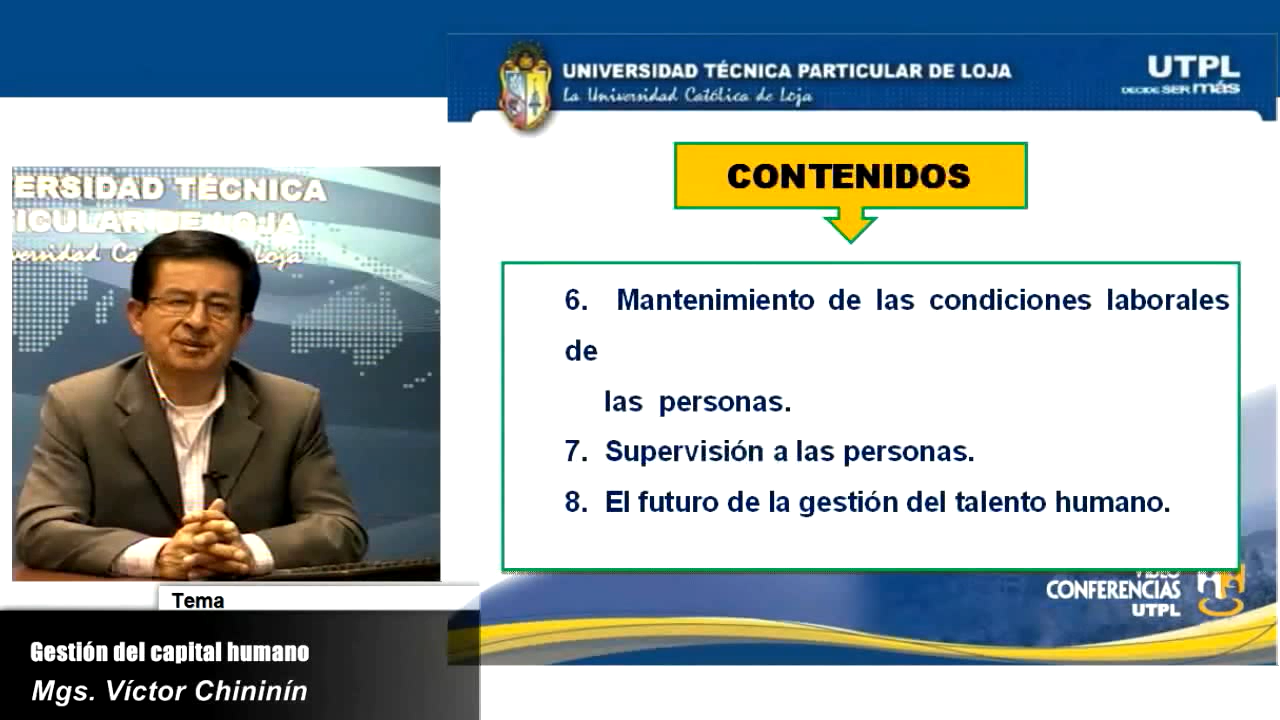 UNIVERSIDAD TÉCNICA PARTICULAR DE LOJA
La Universidad Católica de Loja
UTPL
DECIDE SER más
CONTENIDOS
6. Mantenimiento de las condiciones laborales
de
las personas.
7. Supervisión a las personas.
8. El futuro de la gestión del talento humano.
VIDEO
CONFERENCIAS
UTPL
ERSIDAD TÉCNICA
ICULAR DE LOJA
Loja
Tema
Gestión del capital humano
Mgs. Víctor Chininín